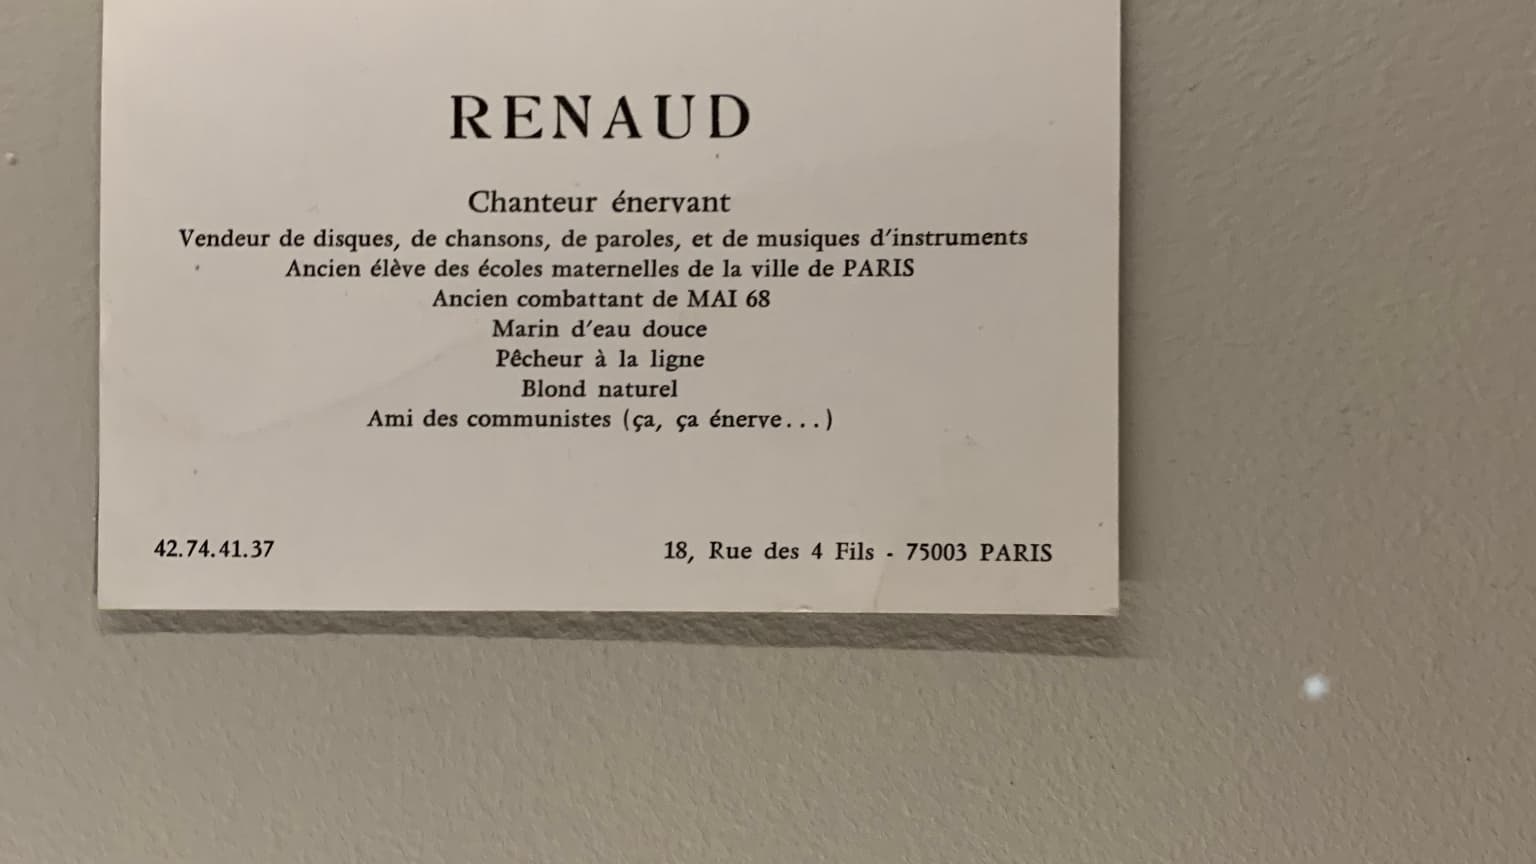 RENAUD
Chanteur énervant
Vendeur de disques, de chansons, de paroles, et de musiques d'instruments
Ancien élève des écoles maternelles de la ville de PARIS
Ancien combattant de MAI 68
Marin d'eau douce
Pêcheur à la ligne
Blond naturel
Ami des communistes (ça, ça énerve...)
42.74.41.37
18, Rue des 4 Fils - 75003 PARIS